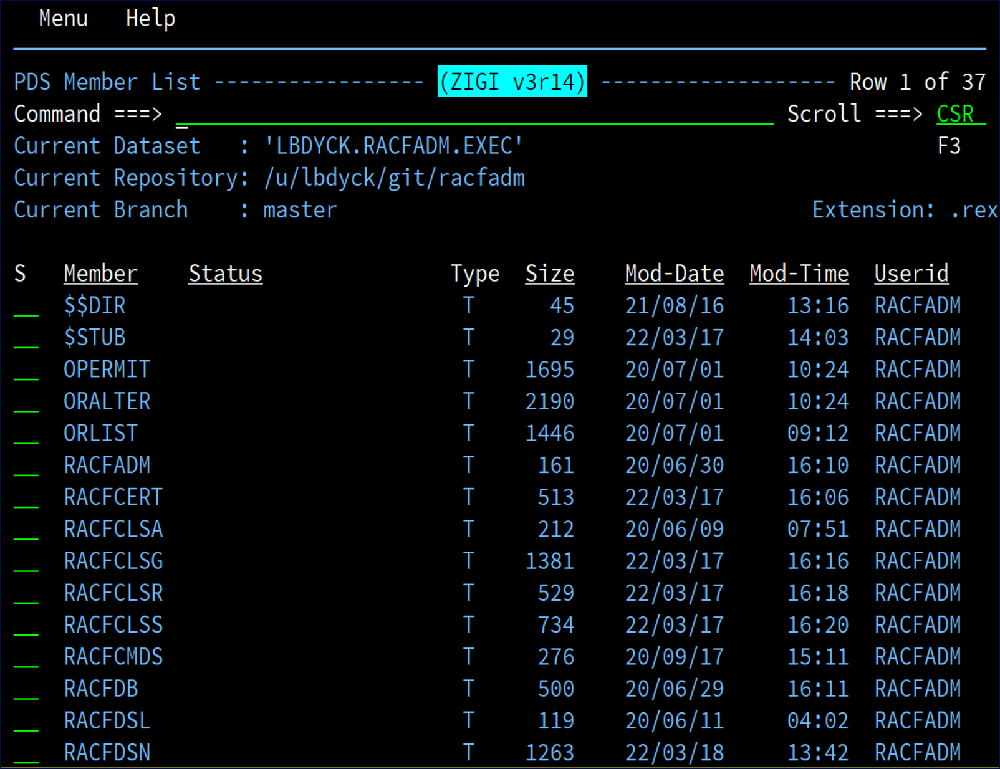 Menu Help
PDS Member List ----------------- (ZIGI v3r14) ------------------- Row 1 of 37
Command ===> Scroll ===> CSR
Current Dataset : 'LBDYCK.RACFADM.EXEC' F3
Current Repository: /u/lbdyck/git/racfadm
Current Branch : master Extension: .rex
S Member Status Type Size Mod-Date Mod-Time Userid
$$DIR T 45 21/08/16 13:16 RACFADM
$STUB T 29 22/03/17 14:03 RACFADM
OPERMIT T 1695 20/07/01 10:24 RACFADM
ORALTER T 2190 20/07/01 10:24 RACFADM
ORLIST T 1446 20/07/01 09:12 RACFADM
RACFADM T 161 20/06/30 16:10 RACFADM
RACFCERT T 513 22/03/17 16:06 RACFADM
RACFCLSA T 212 20/06/09 07:51 RACFADM
RACFCLSG T 1381 22/03/17 16:16 RACFADM
RACFCLSR T 529 22/03/17 16:18 RACFADM
RACFCLSS T 734 22/03/17 16:20 RACFADM
RACFCMDS T 276 20/09/17 15:11 RACFADM
RACFDB T 500 20/06/29 16:11 RACFADM
RACFDSL T 119 20/06/11 04:02 RACFADM
RACFDSN T 1263 22/03/18 13:42 RACFADM